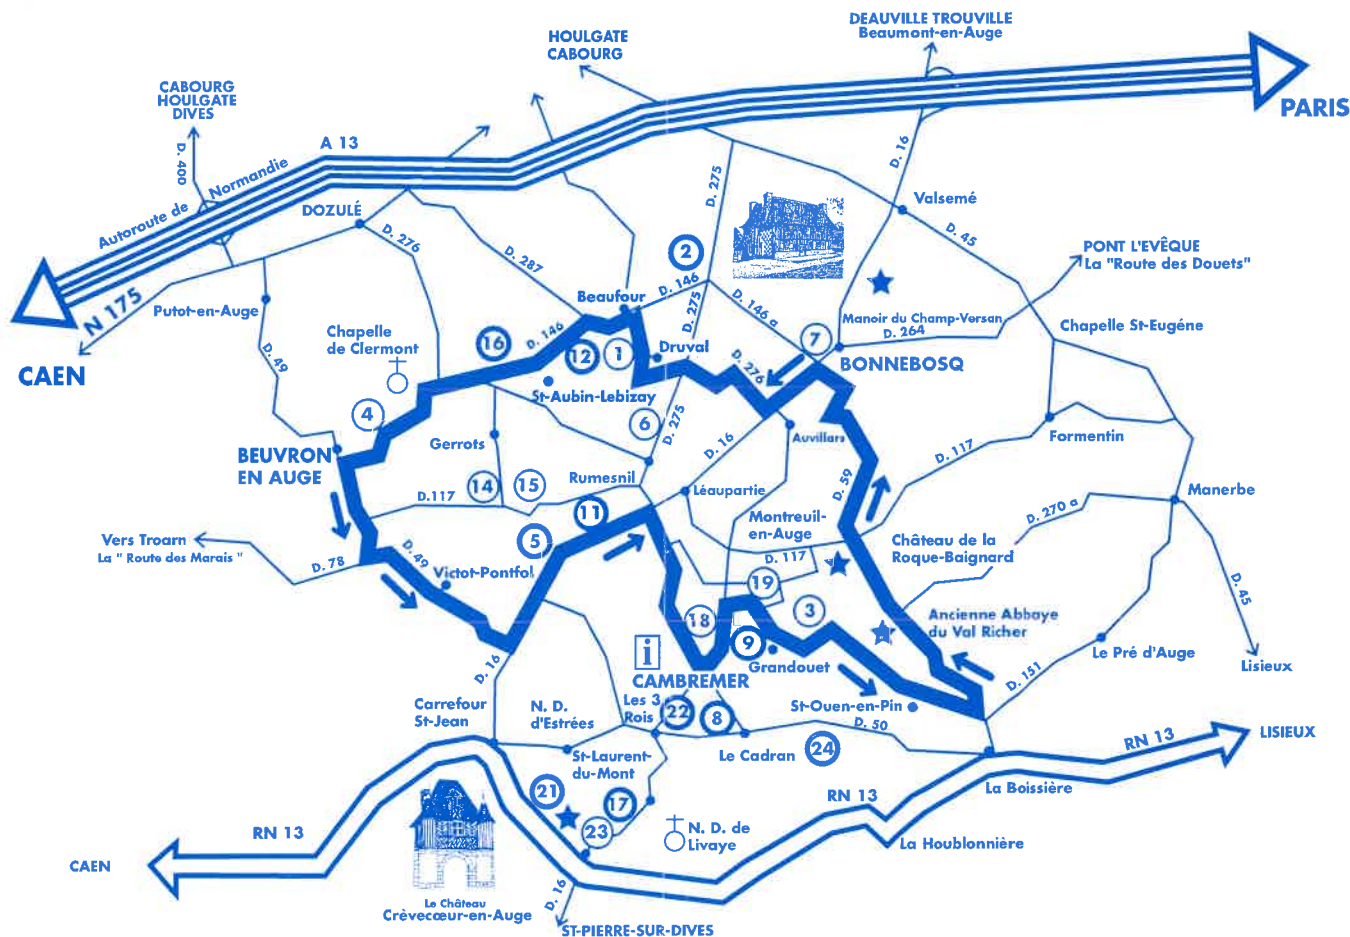 DEAUVILLE TROUVILLE
Beaumont-en-Auge
HOULGATE
CABOURG
PARIS
CABOURG
HOULGATE
DIVES
D. 400
A 13
Autoroute de Normandie
D. 16
D. 275
Valsemé
DOZULÉ
D. 45
D. 276
D. 287
2
PONT L'EVÊQUE
La "Route des Douets"
D. 146
D. 275
D. 146 a
Beaufour
N 175
Putot-en-Auge
Manoir du Champ-Versan
D. 264
Chapelle St-Eugéne
CAEN
Chapelle
de Clermont
16
D. 146
12
1
Druval
7
BONNEBOSQ
D. 49
D. 276
St-Aubin-Lebizay
4
6
D. 275
Gerrots
D. 16
Auvillars
Formentin
D. 117
BEUVRON
EN AUGE
Rumesnil
D. 59
14
15
D.117
Léaupartie
Manerbe
11
Montreuil-
en-Auge
D. 270 a
Vers Troarn
La " Route des Marais "
5
D. 117
Château de la
Roque-Baignard
D. 78
D. 49
Victot-Pontfol
19
D. 45
3
18
Ancienne Abbaye
du Val Richer
9
i
Grandouet
Le Pré d'Auge
Lisieux
D. 16
CAMBREMER
D. 151
Carrefour
St-Jean
N. D.
d'Estrées
Les 3
Rois
22
8
St-Ouen-en-Pin
D. 50
LISIEUX
RN 13
St-Laurent-
du-Mont
Le Cadran
24
21
17
La Boissière
RN 13
23
N. D. de
Livaye
RN 13
La Houblonnière
CAEN
Le Château
Crèvecœur-en-Auge
D. 16
ST-PIERRE-SUR-DIVES